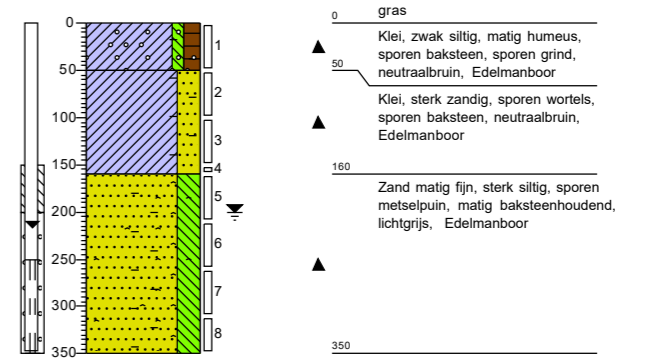 0
50
100
150
200
250
300
350
1
2
3
4
5
6
7
8
gras
0
Klei, zwak siltig, matig humeus,
sporen baksteen, sporen grind,
neutraalbruin, Edelmanboor
50
Klei, sterk zandig, sporen wortels,
sporen baksteen, neutraalbruin,
Edelmanboor
160
Zand matig fijn, sterk siltig, sporen
metselpuin, matig baksteenhoudend,
lichtgrijs, Edelmanboor
350